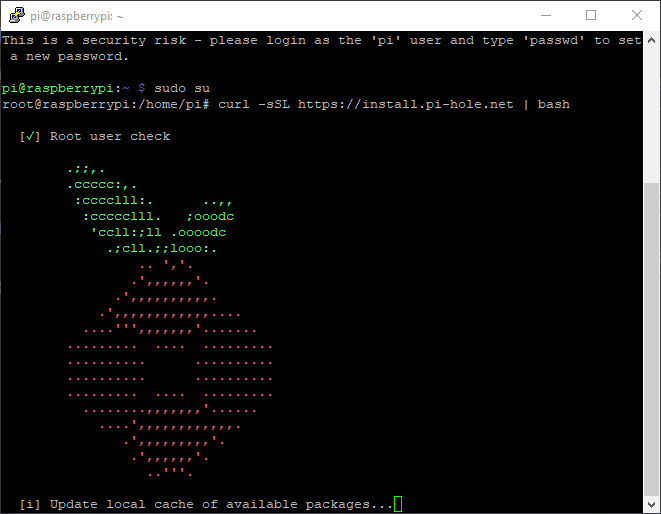 pi@raspberrypi: ~
This is a security risk - please login as the 'pi' user and type 'passwd' to set
 a new password.
pi@raspberrypi:~ $ sudo su
root@raspberrypi:/home/pi# curl -sSL https://install.pi-hole.net | bash
  [✓] Root user check
        .;;,.
        .ccccc:,.
         :cccclll:.      ..,,
          :ccccclll.   ;ooodc
           'ccll:;ll .oooodc
             .;cll.;;looo:.
                 .. ','.
                .',,,,,,'.
              .',,,,,,,,,,.
            .',,,,,,,,,,,,....
          ....''',,,,,,,'.......
        .........  ....  .........
        ..........      ..........
        ..........      ..........
        .........  ....  .........
          ........,,,,,,,'......
            ....',,,,,,,,,,,,.
               .',,,,,,,,,'.
                .',,,,,,'.
                  ..'''.
  [i] Update local cache of available packages...